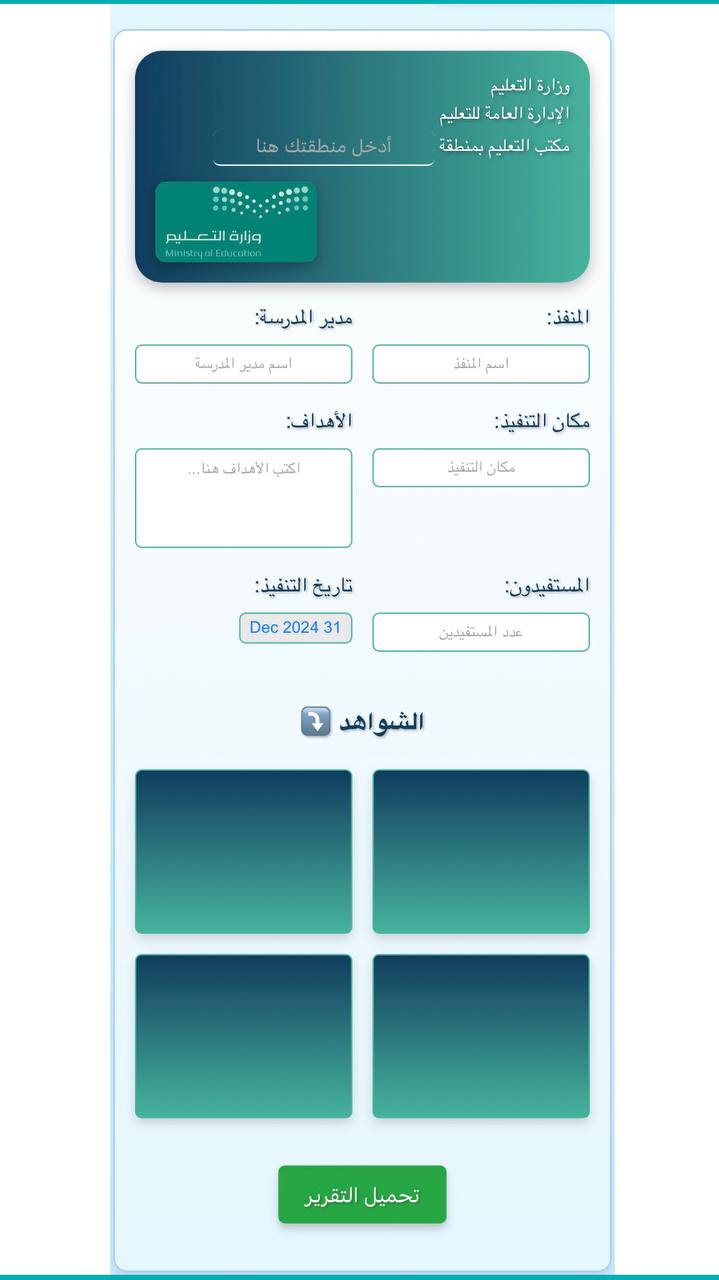 وزارة التعليم
الإدارة العامة للتعليم
مكتب التعليم بمنطقة أدخل منطقتك هنا
وزارة التعـــليم
Ministry of Education
المنفذ:
اسم المنفذ
مدير المدرسة:
اسم مدير المدرسة
مكان التنفيذ:
مكان التنفيذ
الأهداف:
اكتب الأهداف هنا...
المستفيدون:
عدد المستفيدين
تاريخ التنفيذ:
31 Dec 2024
الشواهد ⤵️
تحميل التقرير